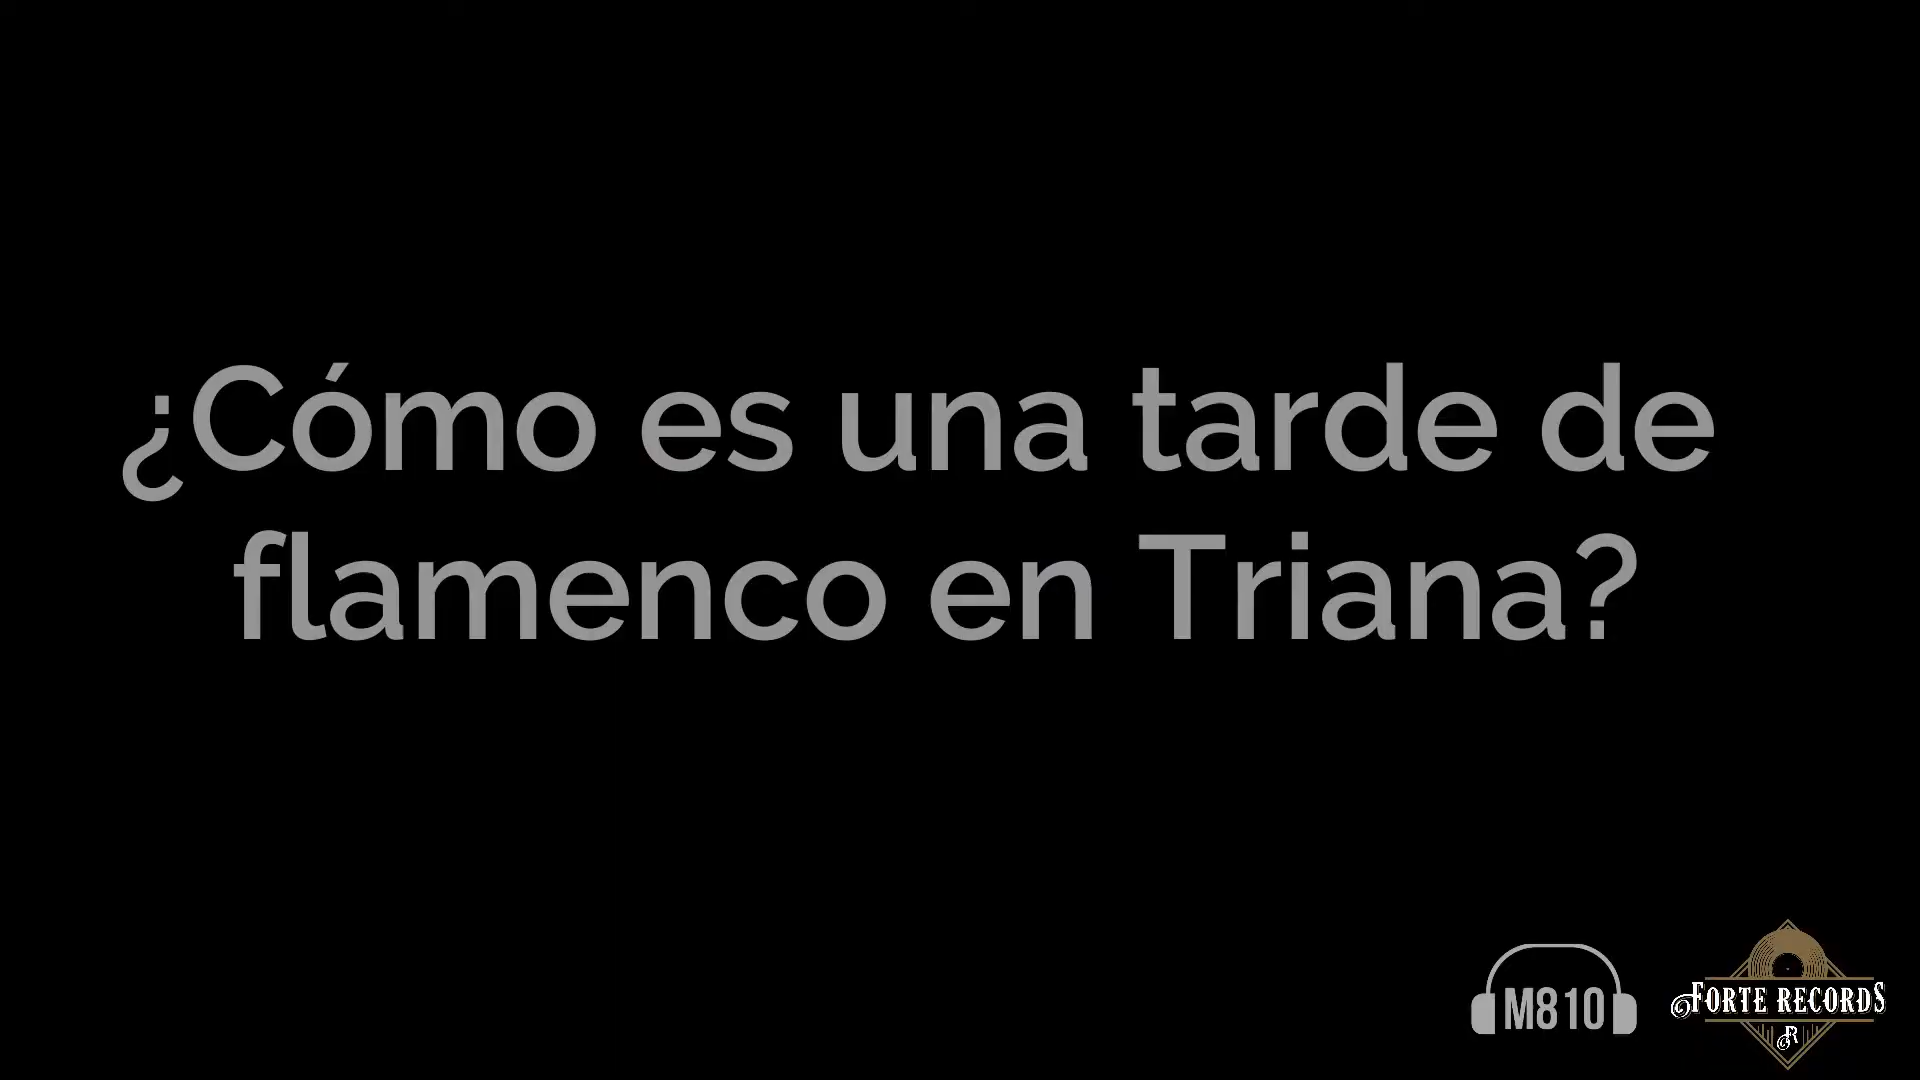 ¿Cómo es una tarde de
flamenco en Triana?
M810
FORTE RECORDS
R